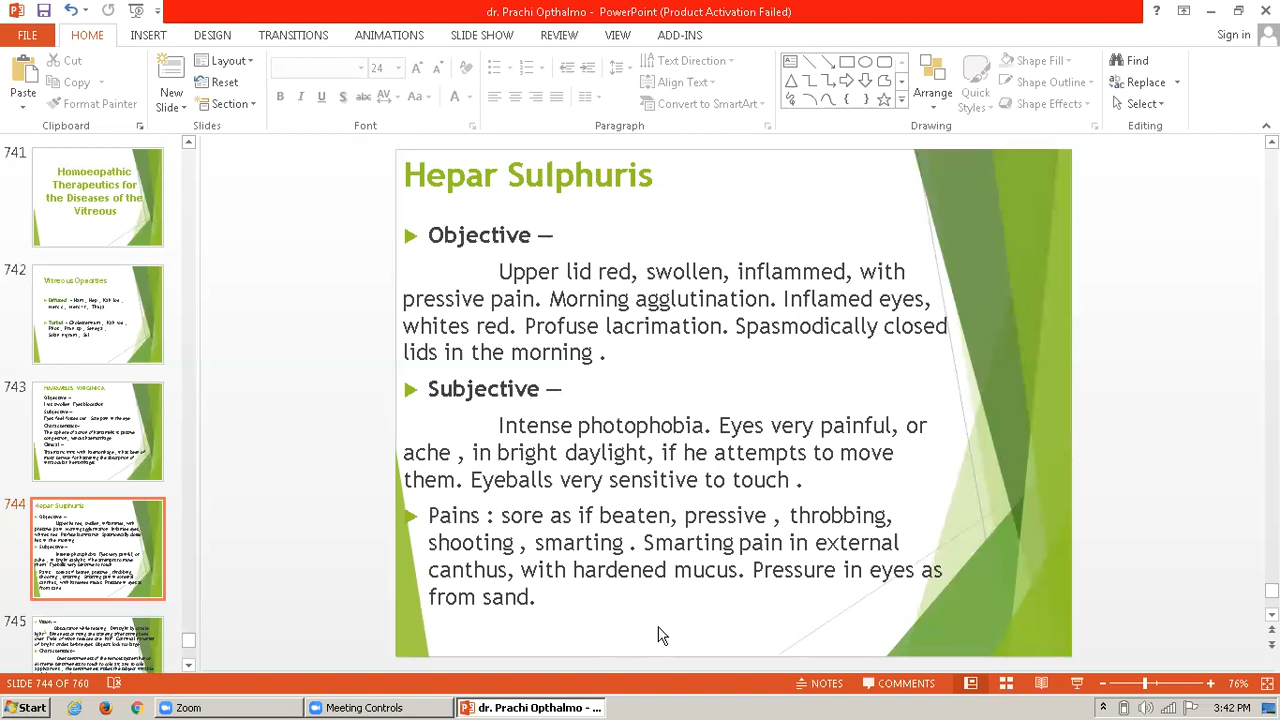 dr. Prachi Opthalmo - PowerPoint (Product Activation Failed)
FILE HOME INSERT DESIGN TRANSITIONS ANIMATIONS SLIDE SHOW REVIEW VIEW ADD-INS Sign in
Cut
Copy
Format Painter
Paste
Clipboard
New Slide
Layout
Reset
Section
Slides
24
Font
Text Direction
Align Text
Convert to SmartArt
Paragraph
Arrange
Quick Styles
Shape Fill
Shape Outline
Shape Effects
Drawing
Find
Replace
Select
Editing
741
Homoeopathic
Therapeutics for
the Diseases of the
Vitreous
742
Vitreous Opacities
743
HAMAMELIS VIRGINICA
Objective —
Subjective —
744
Hepar Sulphuris
745
Hepar Sulphuris
Objective —
Upper lid red, swollen, inflammed, with
pressive pain. Morning agglutination. Inflamed eyes,
whites red. Profuse lacrimation. Spasmodically closed
lids in the morning .
Subjective —
Intense photophobia. Eyes very painful, or
ache , in bright daylight, if he attempts to move
them. Eyeballs very sensitive to touch .
Pains : sore as if beaten, pressive , throbbing,
shooting , smarting . Smarting pain in external
canthus, with hardened mucus. Pressure in eyes as
from sand.
SLIDE 744 OF 760 NOTES COMMENTS 76%
Start Zoom Meeting Controls dr. Prachi Opthalmo - ... 3:42 PM